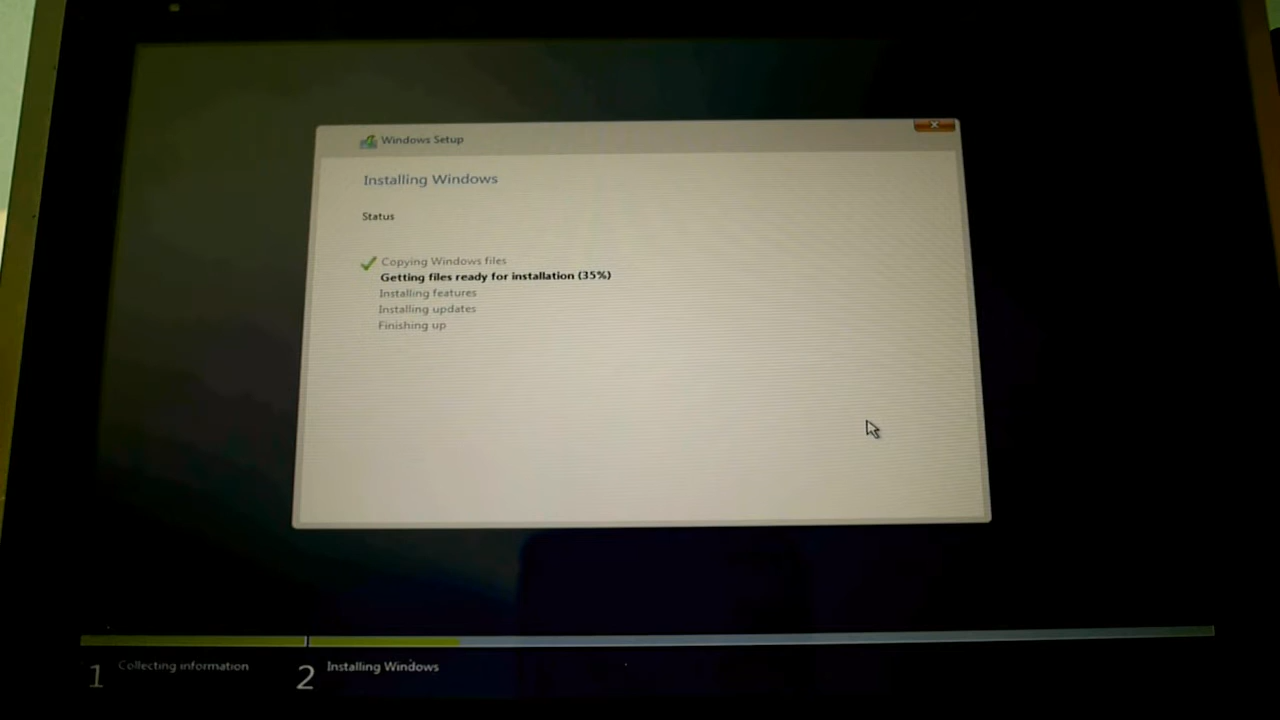 Windows Setup
Installing Windows
Status
Copying Windows files
Getting files ready for installation (35%)
Installing features
Installing updates
Finishing up
1 Collecting information
2 Installing Windows